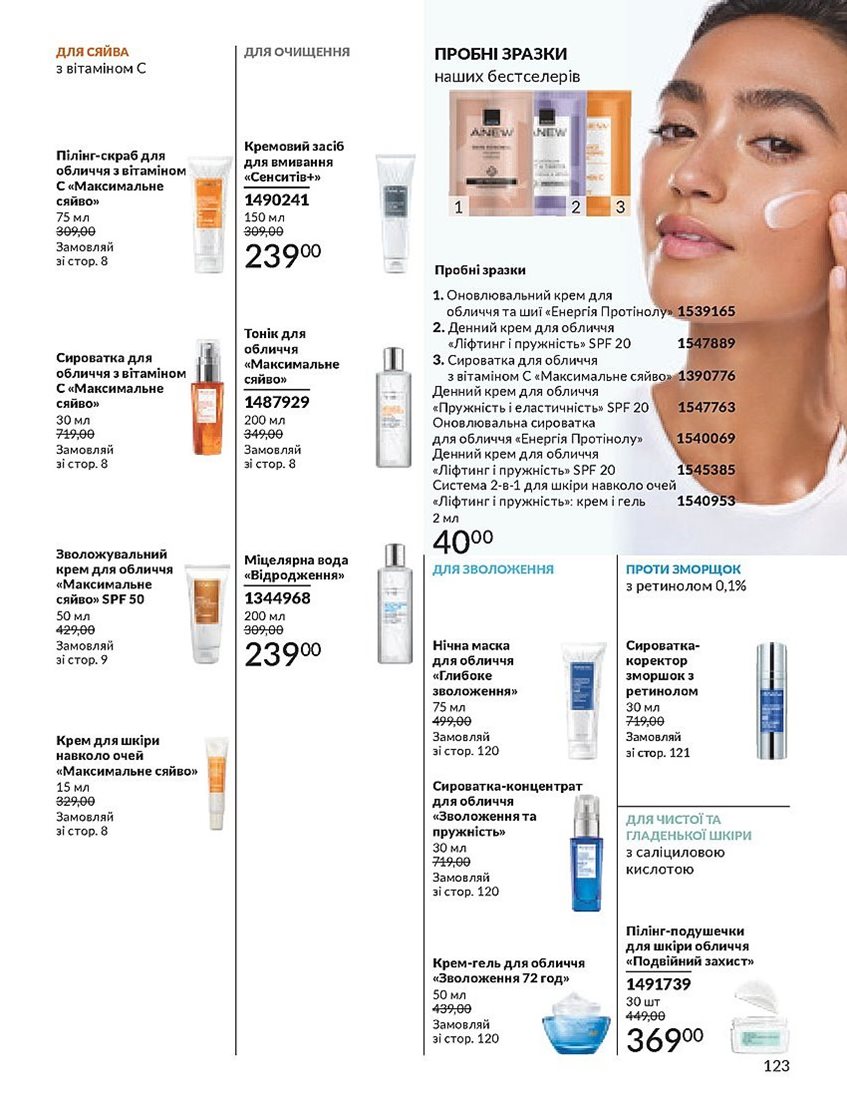 ДЛЯ СЯЙВА
з вітаміном С
Пілінг-скраб для
обличчя з вітаміном
С «Максимальне
сяйво»
75 мл
309,00
Замовляй
зі стор. 8
Сироватка для
обличчя з вітаміном
С «Максимальне
сяйво»
30 мл
719,00
Замовляй
зі стор. 8
Зволожувальний
крем для обличчя
«Максимальне
сяйво» SPF 50
50 мл
429,00
Замовляй
зі стор. 9
Крем для шкіри
навколо очей
«Максимальне сяйво»
15 мл
329,00
Замовляй
зі стор. 8
ДЛЯ ОЧИЩЕННЯ
Кремовий засіб
для вмивання
«Сенситів+»
1490241
150 мл
309,00
23900
Тонік для
обличчя
«Максимальне
сяйво»
1487929
200 мл
349,00
Замовляй
зі стор. 8
Міцелярна вода
«Відродження»
1344968
200 мл
309,00
23900
ПРОБНІ ЗРАЗКИ
наших бестселерів
ANEW
ANEW
ANEW
1
2
3
Пробні зразки
1. Оновлювальний крем для
обличчя та шиї «Енергія Протінолу» 1539165
2. Денний крем для обличчя
«Ліфтинг і пружність» SPF 20 1547889
3. Сироватка для обличчя
з вітаміном С «Максимальне сяйво» 1390776
Денний крем для обличчя
«Пружність і еластичність» SPF 20 1547763
Оновлювальна сироватка
для обличчя «Енергія Протінолу» 1540069
Денний крем для обличчя
«Ліфтинг і пружність» SPF 20 1545385
Система 2-в-1 для шкіри навколо очей
«Ліфтинг і пружність»: крем і гель 1540953
2 мл
4000
ДЛЯ ЗВОЛОЖЕННЯ
Нічна маска
для обличчя
«Глибоке
зволоження»
75 мл
499,00
Замовляй
зі стор. 120
Сироватка-концентрат
для обличчя
«Зволоження та
пружність»
30 мл
719,00
Замовляй
зі стор. 120
Крем-гель для обличчя
«Зволоження 72 год»
50 мл
439,00
Замовляй
зі стор. 120
ПРОТИ ЗМОРЩОК
з ретинолом 0,1%
Сироватка-
коректор
зморшок з
ретинолом
30 мл
719,00
Замовляй
зі стор. 121
ДЛЯ ЧИСТОЇ ТА
ГЛАДЕНЬКОЇ ШКІРИ
з саліциловою
кислотою
Пілінг-подушечки
для шкіри обличчя
«Подвійний захист»
1491739
30 шт
449,00
36900
123